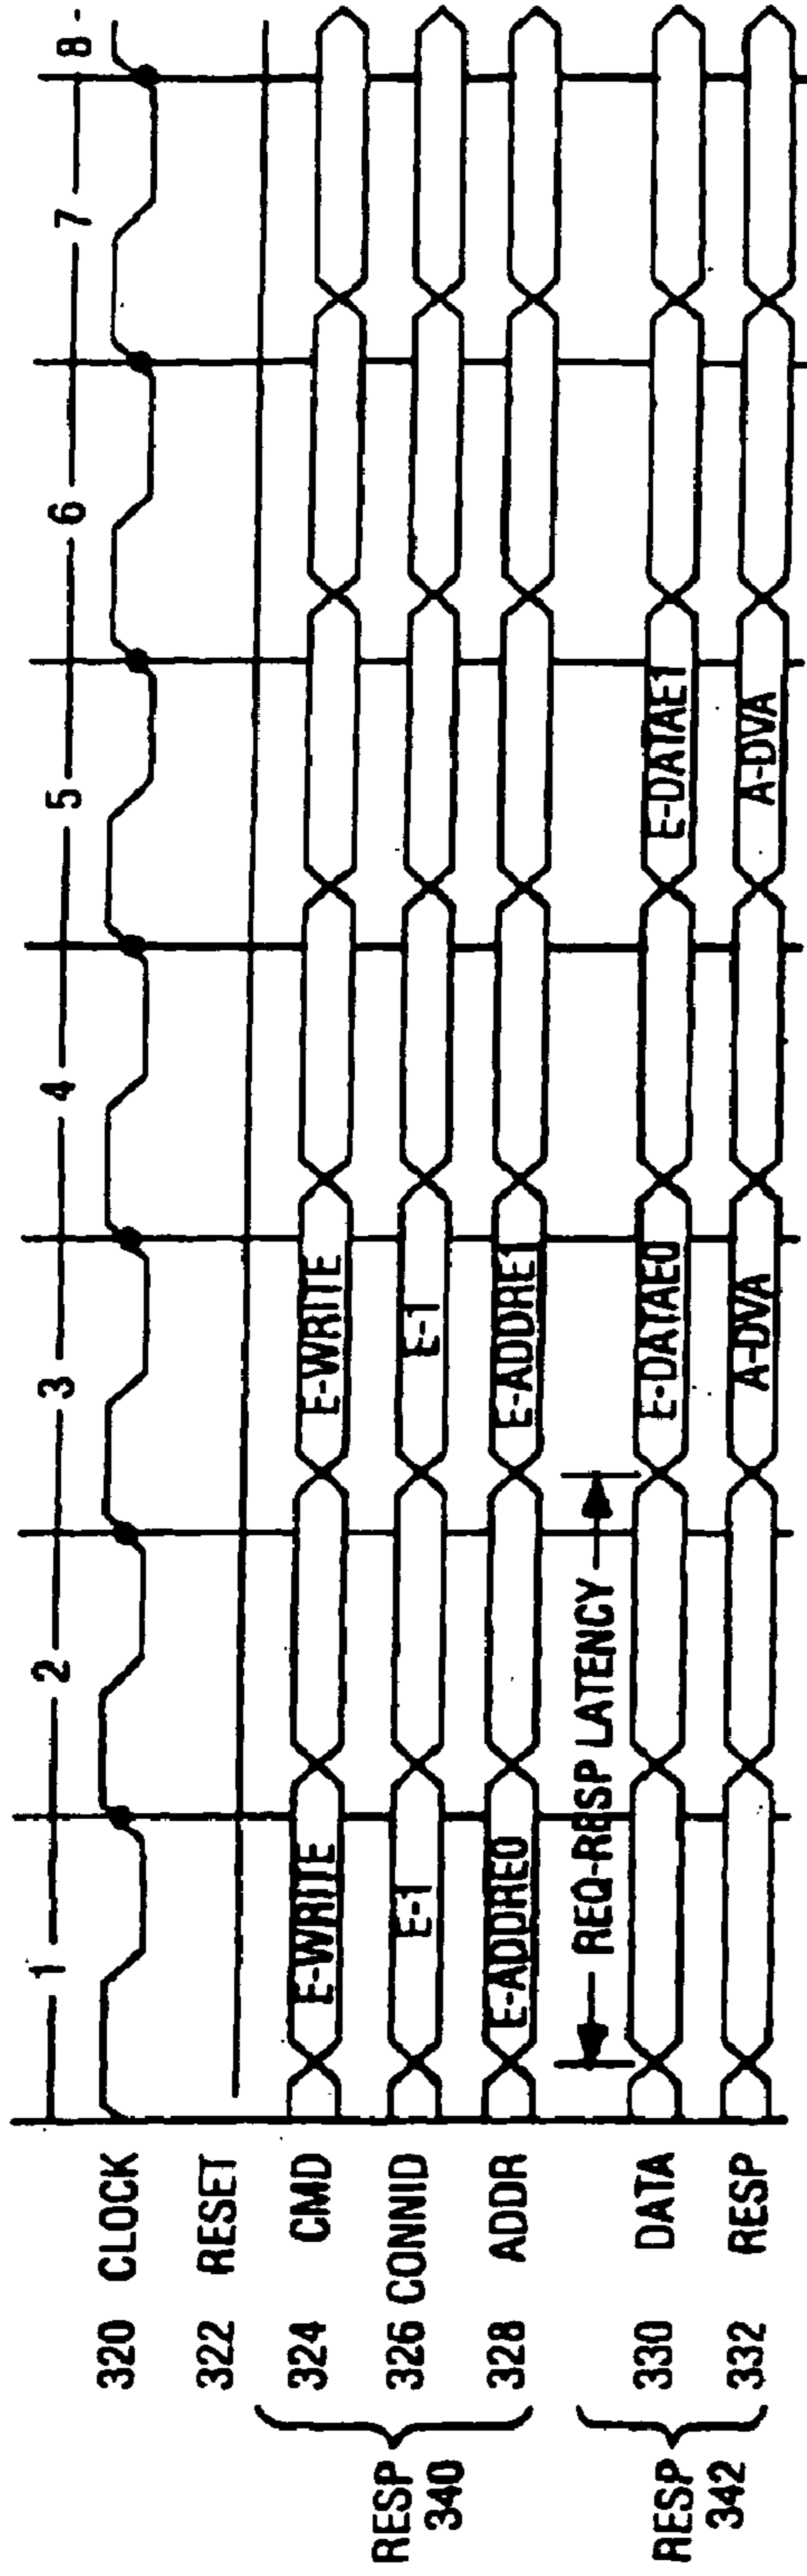 1 2 3 4 5 6 7 8
320 CLOCK
322 RESET
324 CMD E-WRITE E-WRITE
326 CONNID E-1 E-1
328 ADDR E-ADDRE0 E-ADDRE1
RESP
340
REQ-RESP LATENCY
330 DATA E-DATAE0 E-DATAE1
332 RESP A-DVA A-DVA
RESP
342